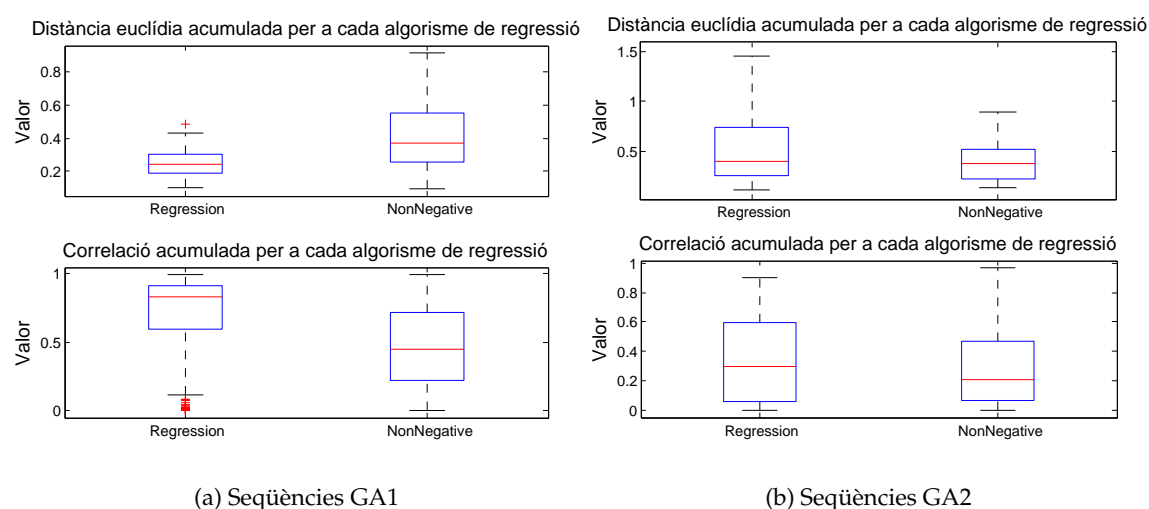 Distància euclídia acumulada per a cada algorisme de regressió
Valor
0.8
0.6
0.4
0.2
Regression
NonNegative
Correlació acumulada per a cada algorisme de regressió
Valor
1
0.5
0
Regression
NonNegative
(a) Seqüències GA1
Distància euclídia acumulada per a cada algorisme de regressió
Valor
1.5
1
0.5
Regression
NonNegative
Correlació acumulada per a cada algorisme de regressió
Valor
1
0.8
0.6
0.4
0.2
0
Regression
NonNegative
(b) Seqüències GA2